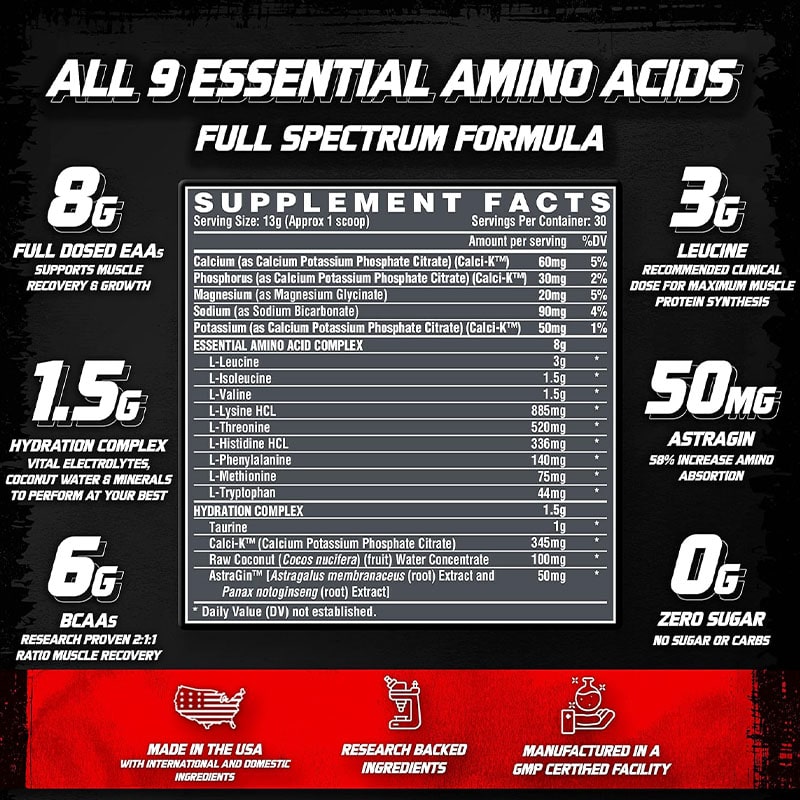 ALL 9 ESSENTIAL AMINO ACIDS
FULL SPECTRUM FORMULA
8G
FULL DOSED EAAs
SUPPORTS MUSCLE
RECOVERY & GROWTH
1.5G
HYDRATION COMPLEX
VITAL ELECTROLYTES,
COCONUT WATER & MINERALS
TO PERFORM AT YOUR BEST
6G
BCAAs
RESEARCH PROVEN 2:1:1
RATIO MUSCLE RECOVERY
SUPPLEMENT FACTS
Serving Size: 13g (Approx 1 scoop) Servings Per Container: 30
Amount per serving %DV
Calcium (as Calcium Potassium Phosphate Citrate) (Calci-K™) 60mg 5%
Phosphorus (as Calcium Potassium Phosphate Citrate) (Calci-K™) 30mg 2%
Magnesium (as Magnesium Glycinate) 20mg 5%
Sodium (as Sodium Bicarbonate) 90mg 4%
Potassium (as Calcium Potassium Phosphate Citrate) (Calci-K™) 50mg 1%
ESSENTIAL AMINO ACID COMPLEX 8g
L-Leucine 3g *
L-Isoleucine 1.5g *
L-Valine 1.5g *
L-Lysine HCL 885mg *
L-Threonine 520mg *
L-Histidine HCL 336mg *
L-Phenylalanine 140mg *
L-Methionine 75mg *
L-Tryptophan 44mg *
HYDRATION COMPLEX 1.5g
Taurine 1g *
Calci-K™ (Calcium Potassium Phosphate Citrate) 345mg *
Raw Coconut (Cocos nucifera) (fruit) Water Concentrate 100mg *
AstraGin™ [Astragalus membranaceus (root) Extract and 50mg *
Panax notoginseng (root) Extract]
* Daily Value (DV) not established.
3G
LEUCINE
RECOMMENDED CLINICAL
DOSE FOR MAXIMUM MUSCLE
PROTEIN SYNTHESIS
50MG
ASTRAGIN
58% INCREASE AMINO
ABSORTION
0G
ZERO SUGAR
NO SUGAR OR CARBS
MADE IN THE USA
WITH INTERNATIONAL AND DOMESTIC
INGREDIENTS
RESEARCH BACKED
INGREDIENTS
MANUFACTURED IN A
GMP CERTIFIED FACILITY